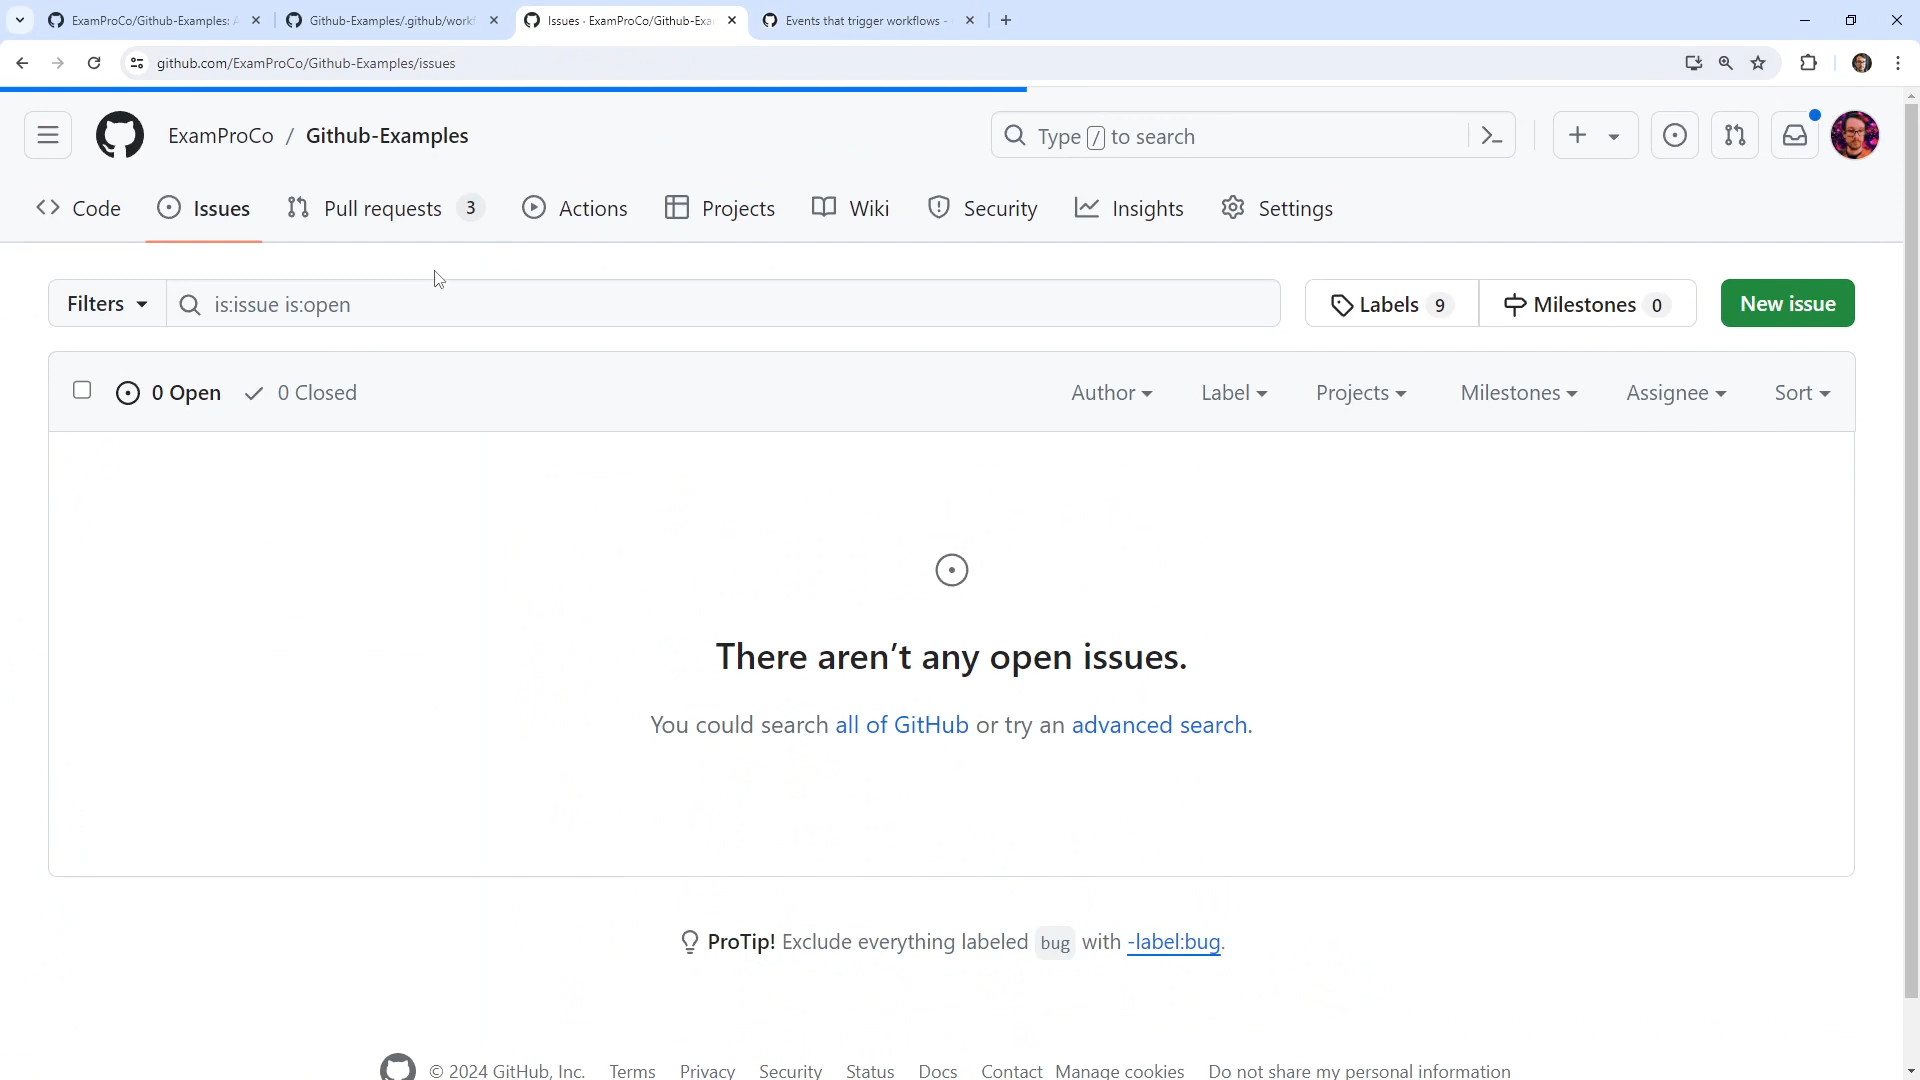 ExamProCo/Github-Examples: A
Github-Examples/.github/workf
Issues · ExamProCo/Github-Exa
Events that trigger workflows -
github.com/ExamProCo/Github-Examples/issues
ExamProCo / Github-Examples
Type / to search
Code Issues Pull requests 3 Actions Projects Wiki Security Insights Settings
Filters is:issue is:open Labels 9 Milestones 0 New issue
0 Open 0 Closed Author Label Projects Milestones Assignee Sort
There aren’t any open issues.
You could search all of GitHub or try an advanced search.
ProTip! Exclude everything labeled bug with -label:bug.
© 2024 GitHub, Inc. Terms Privacy Security Status Docs Contact Manage cookies Do not share my personal information